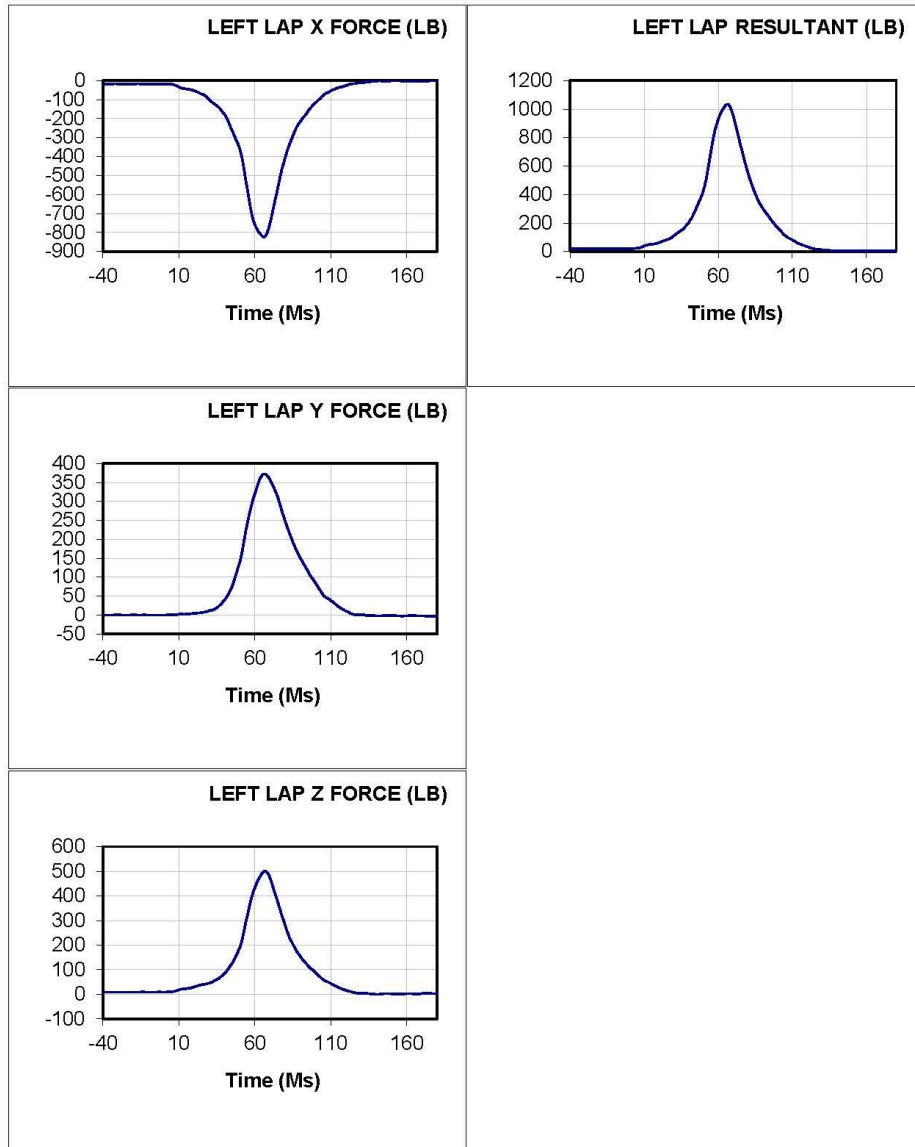 LEFT LAP X FORCE (LB)
0
-100
-200
-300
-400
-500
-600
-700
-800
-900
-40 10 60 110 160
Time (Ms)
LEFT LAP RESULTANT (LB)
1200
1000
800
600
400
200
0
-40 10 60 110 160
Time (Ms)
LEFT LAP Y FORCE (LB)
400
350
300
250
200
150
100
50
0
-50
-40 10 60 110 160
Time (Ms)
LEFT LAP Z FORCE (LB)
600
500
400
300
200
100
0
-100
-40 10 60 110 160
Time (Ms)